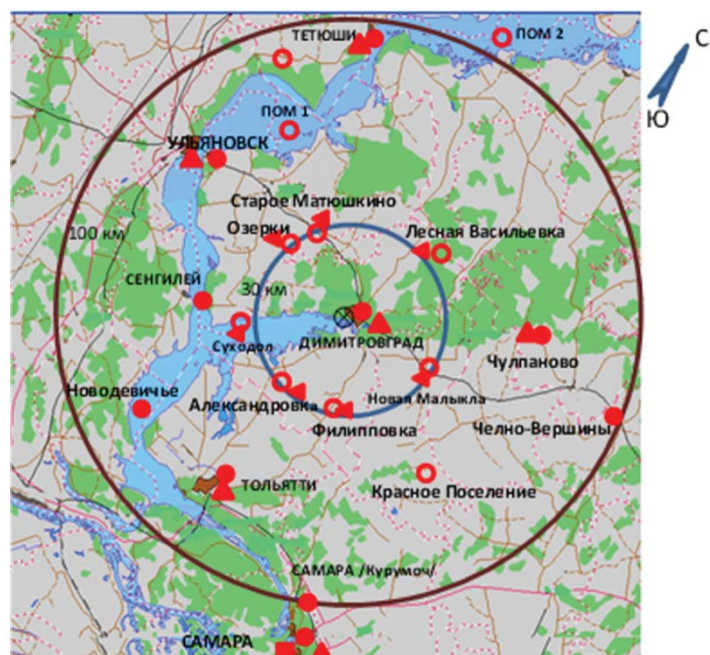 ТЕТЮШИ
ПОМ 2
С
Ю
ПОМ 1
УЛЬЯНОВСК
Старое Матюшкино
Озерки
Лесная Васильевка
100 км
СЕНГИЛЕЙ
30 км
Суходол
ДИМИТРОВГРАД
Чулпаново
Новодевичье
Александровка
Новая Малыкла
Филипповка
Челно-Вершины
ТОЛЬЯТТИ
Красное Поселение
САМАРА /Курумоч/
САМАРА